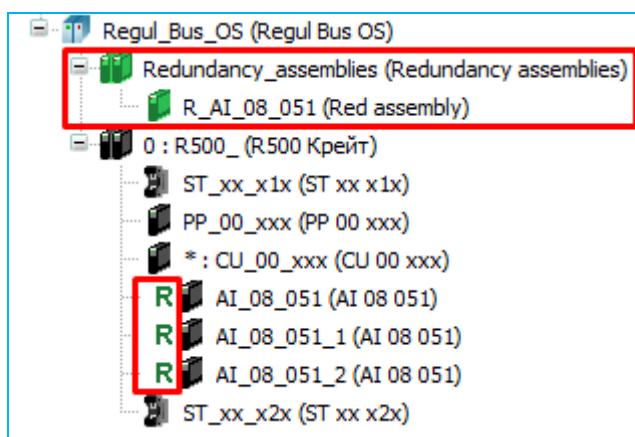 Regul_Bus_OS (Regul Bus OS)
Redundancy_assemblies (Redundancy assemblies)
R_AI_08_051 (Red assembly)
0 : R500_ (R500 Крейт)
ST_xx_x1x (ST xx x1x)
PP_00_xxx (PP 00 xxx)
* : CU_00_xxx (CU 00 xxx)
R AI_08_051 (AI 08 051)
R AI_08_051_1 (AI 08 051)
R AI_08_051_2 (AI 08 051)
ST_xx_x2x (ST xx x2x)